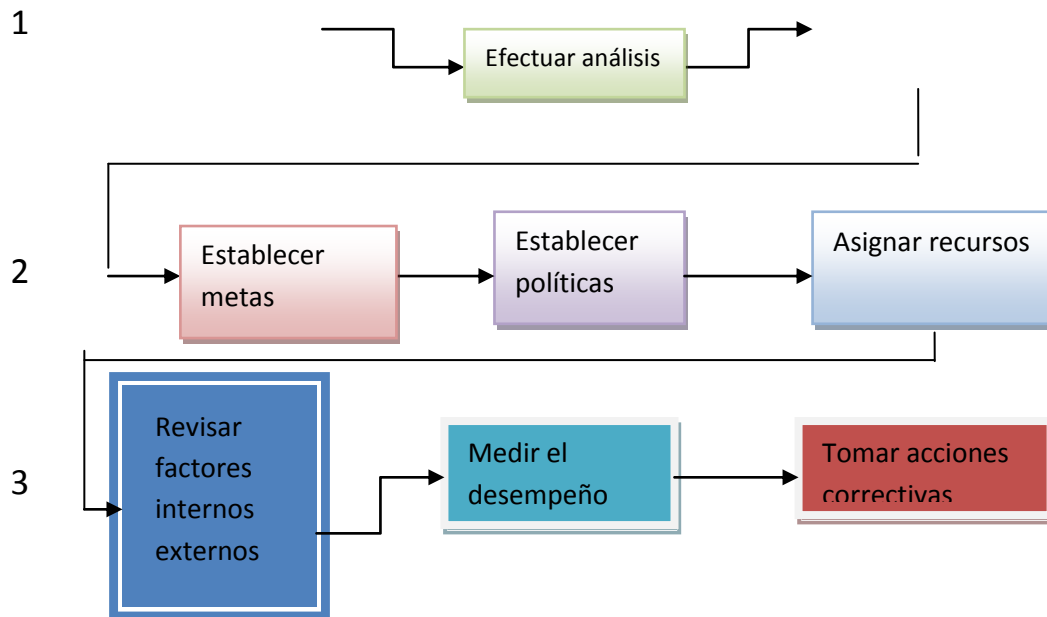 1
Efectuar análisis
2
Establecer
metas
Establecer
políticas
Asignar recursos
3
Revisar
factores
internos
externos
Medir el
desempeño
Tomar acciones
correctivas